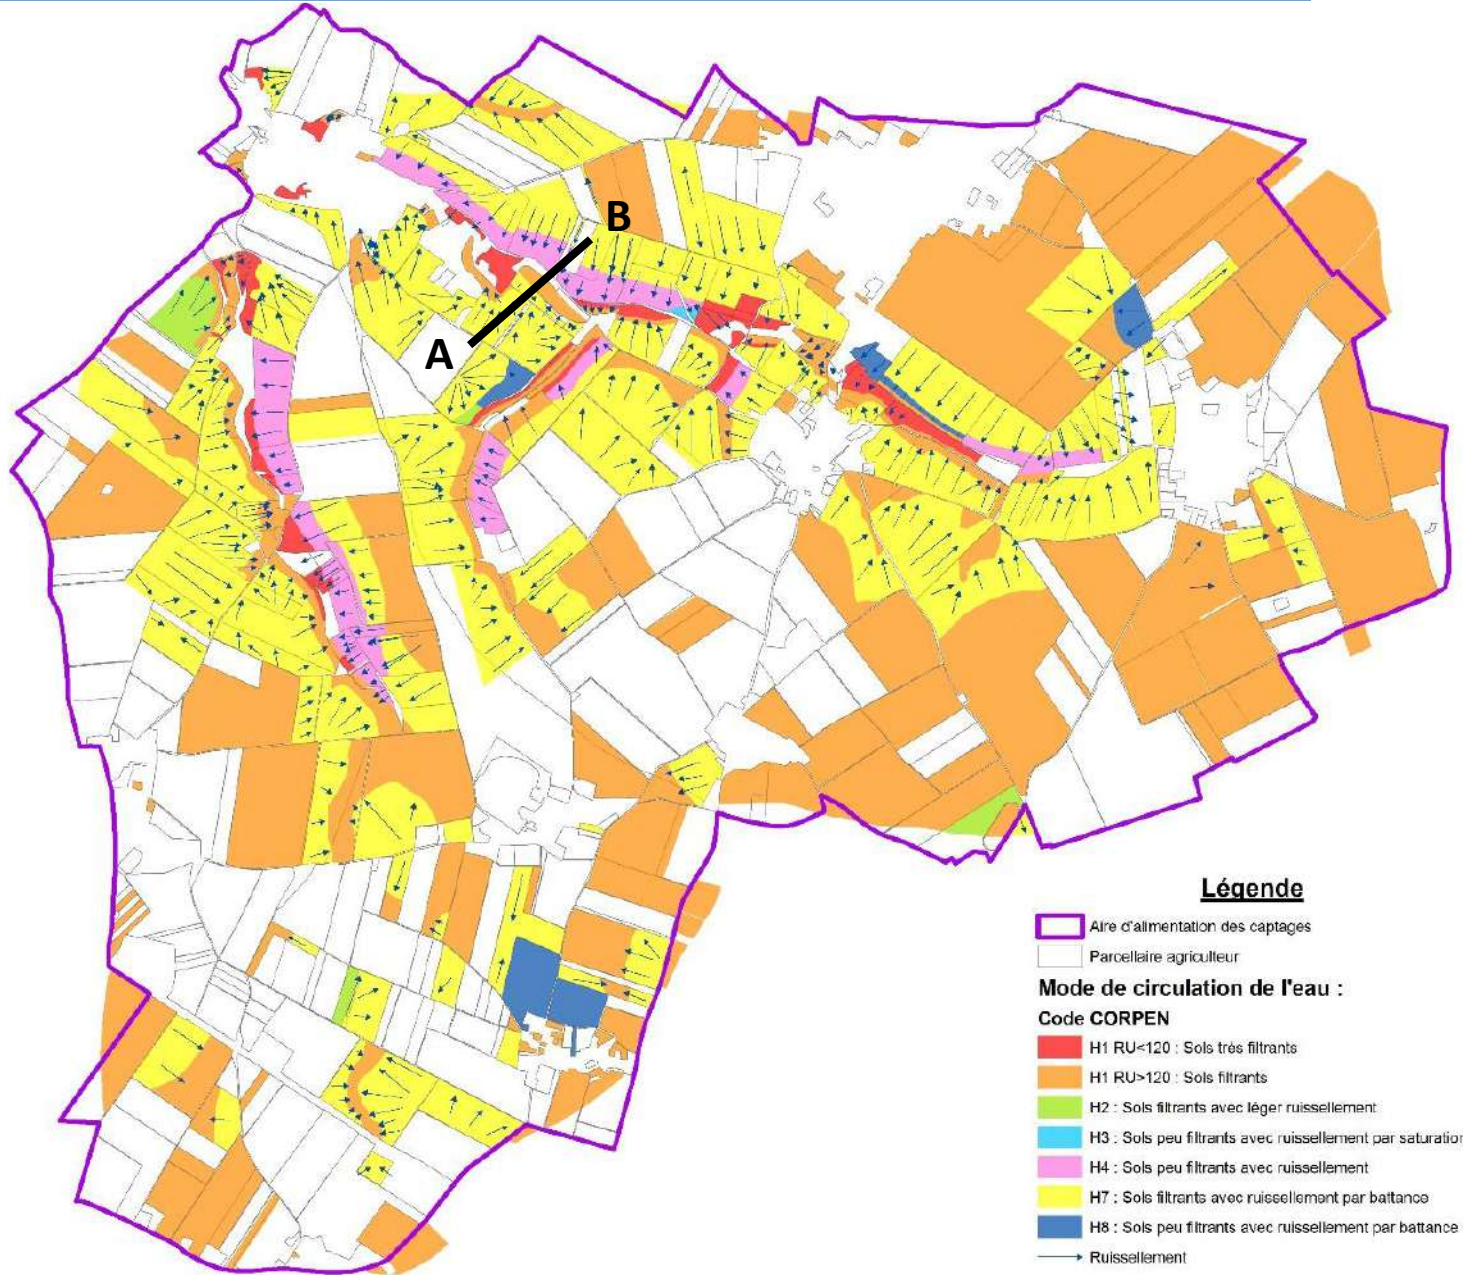 B
A
Légende
Aire d'alimentation des captages
Parcellaire agriculteur
Mode de circulation de l'eau :
Code CORPEN
H1 RU<120 : Sols très filtrants
H1 RU>120 : Sols filtrants
H2 : Sols filtrants avec léger ruissellement
H3 : Sols peu filtrants avec ruissellement par saturation
H4 : Sols peu filtrants avec ruissellement
H7 : Sols filtrants avec ruissellement par battance
H8 : Sols peu filtrants avec ruissellement par battance
Ruissellement